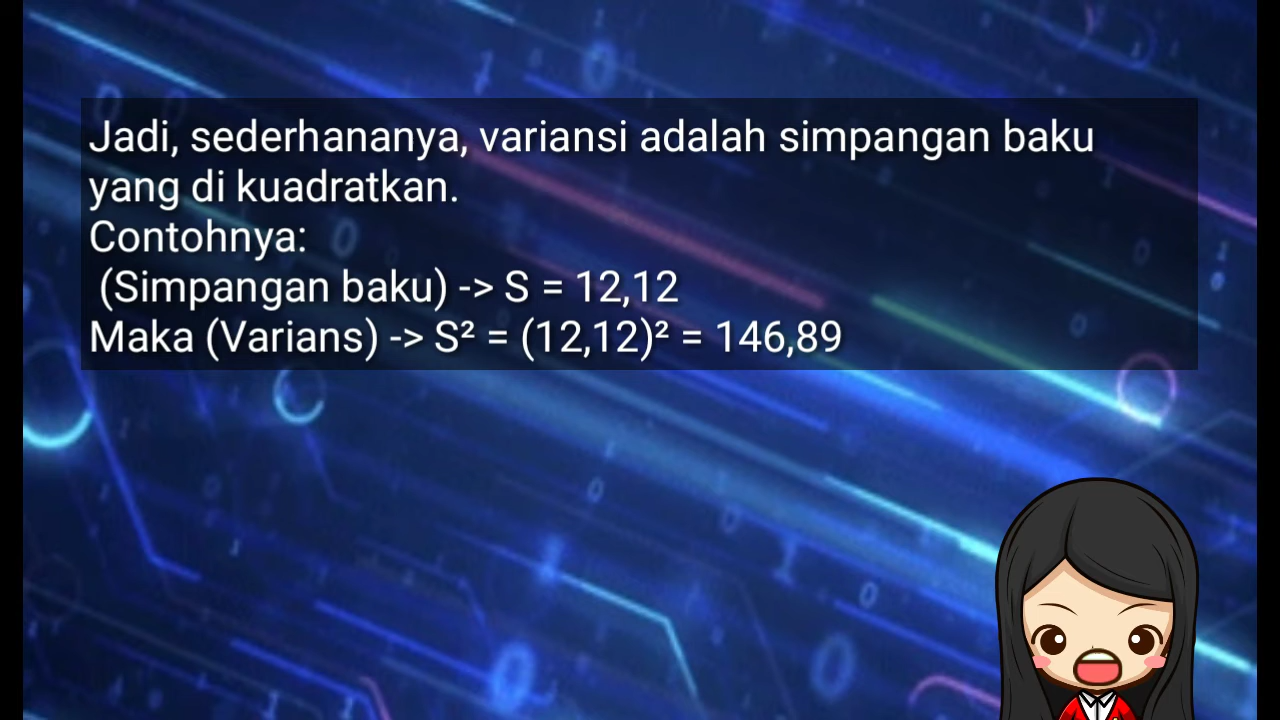 Jadi, sederhananya, variansi adalah simpangan baku
yang di kuadratkan.
Contohnya:
(Simpangan baku) -> S = 12,12
Maka (Varians) -> S² = (12,12)² = 146,89